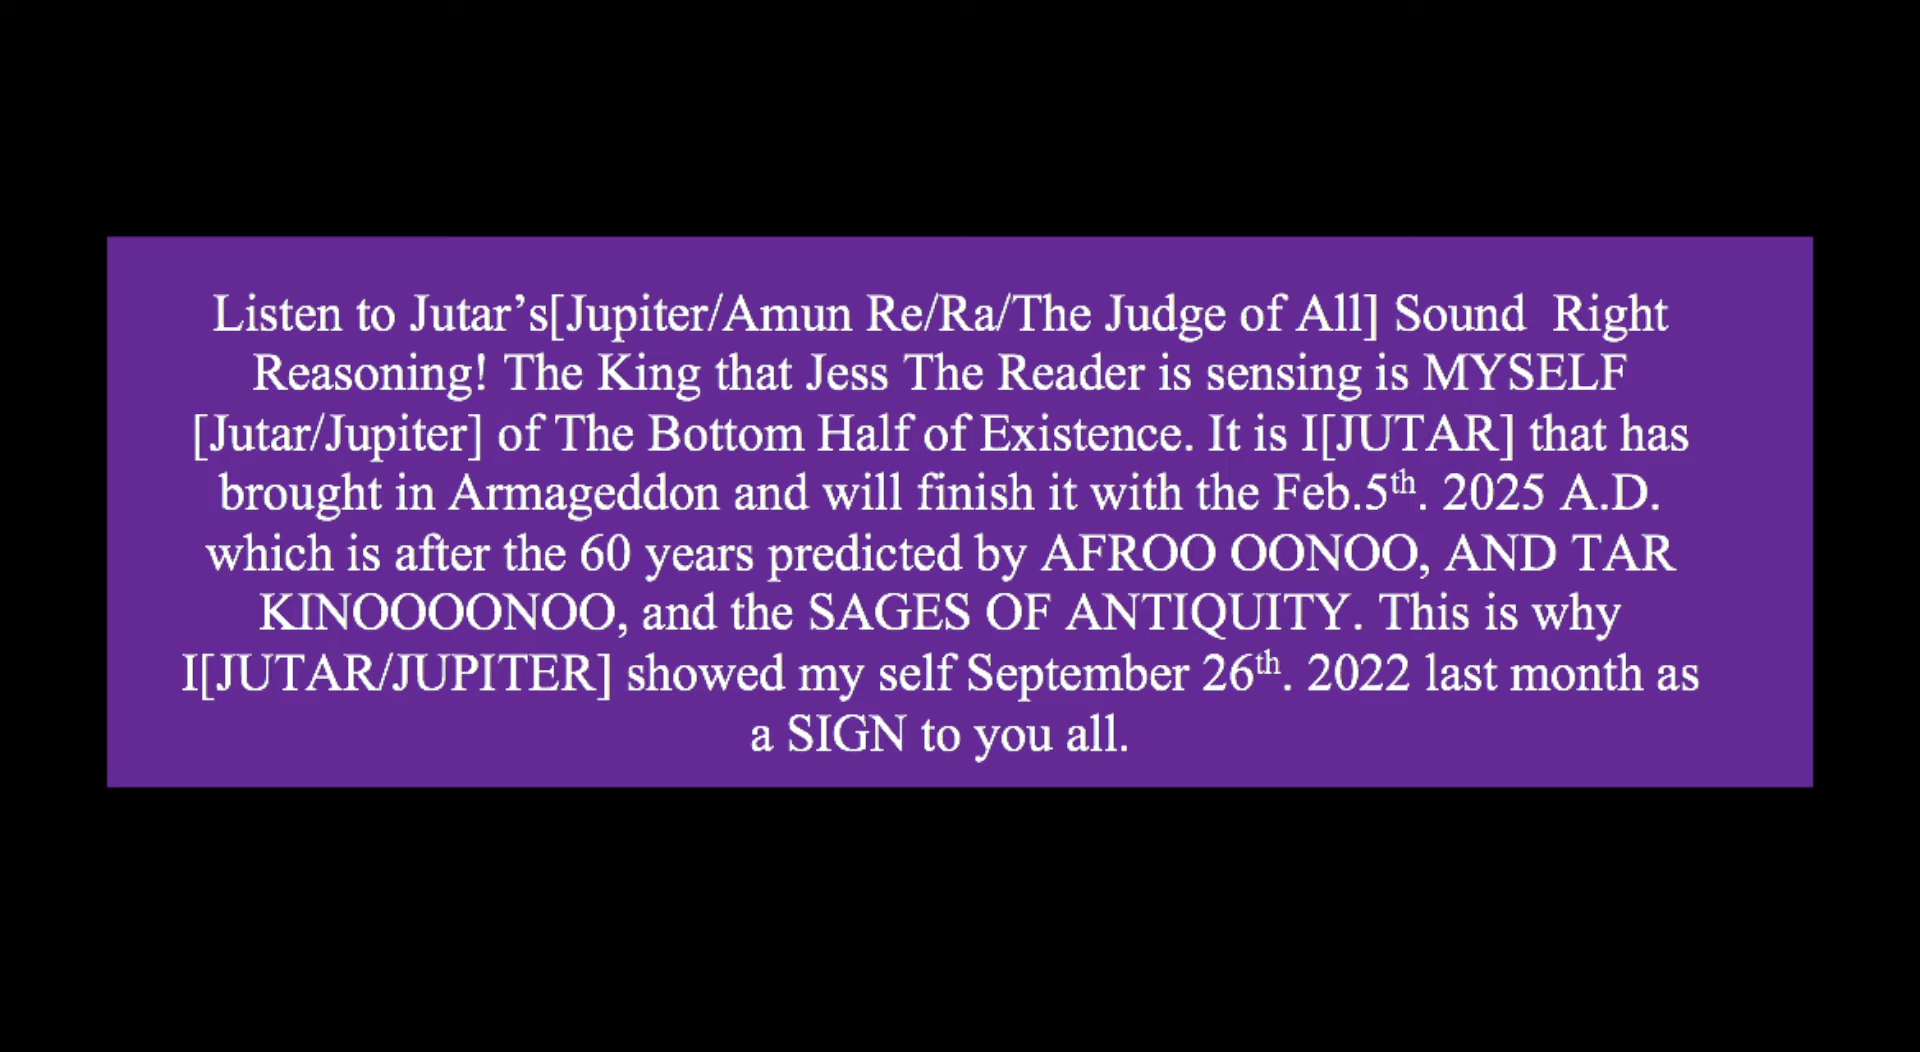 Listen to Jutar’s[Jupiter/Amun Re/Ra/The Judge of All] Sound  Right
Reasoning! The King that Jess The Reader is sensing is MYSELF
[Jutar/Jupiter] of The Bottom Half of Existence. It is I[JUTAR] that has
brought in Armageddon and will finish it with the Feb.5th. 2025 A.D.
which is after the 60 years predicted by AFROO OONOO, AND TAR
KINOOOONOO, and the SAGES OF ANTIQUITY. This is why
I[JUTAR/JUPITER] showed my self September 26th. 2022 last month as
a SIGN to you all.